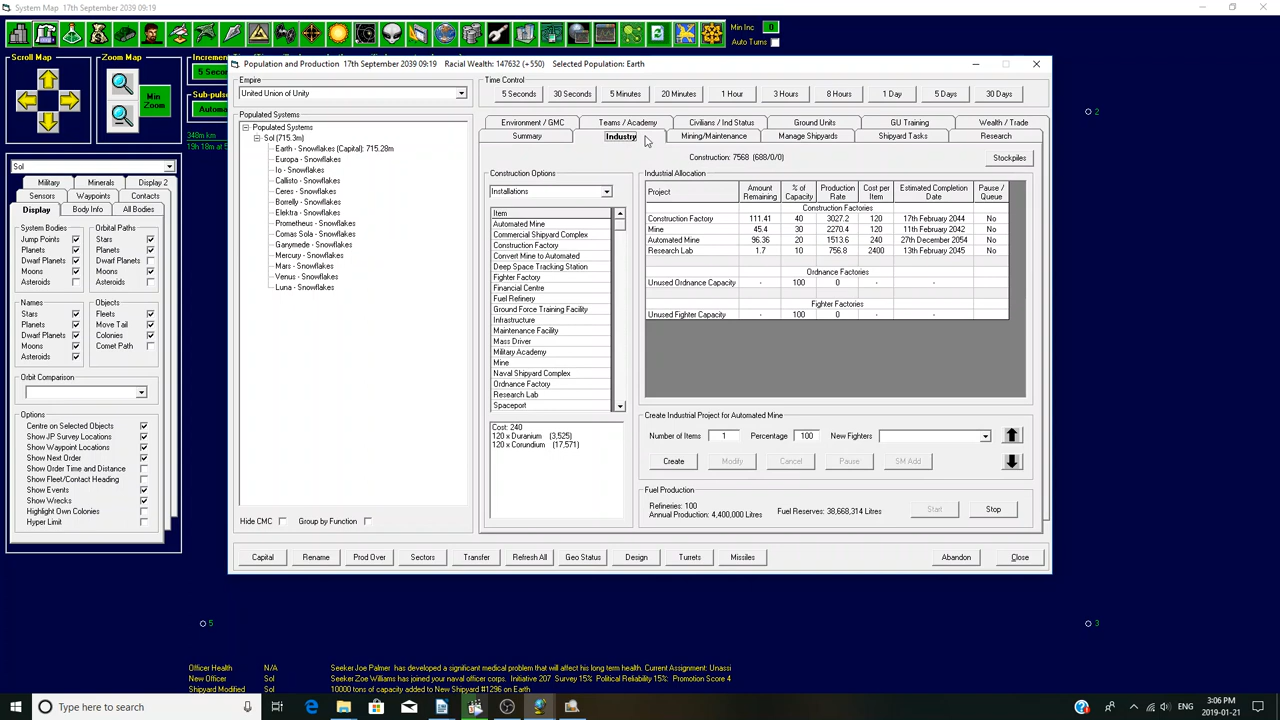 System Map   17th September 2039 09:19
Min Inc 0
Auto Turns
Scroll Map
Zoom Map
Min
Zoom
Increment
5 Seco
Sub-puls
Automa
348m km
Sol
Military Minerals Display 2
Sensors Waypoints Contacts
Display Body Info All Bodies
System Bodies Orbital Paths
Jump Points Stars
Planets Planets
Dwarf Planets Dwarf Planets
Moons Moons
Asteroids Asteroids
Names Objects
Stars Fleets
Planets Move Tail
Dwarf Planets Colonies
Moons Comet Path
Asteroids
Orbit Comparison
Options
Centre on Selected Objects
Show JP Survey Locations
Show Waypoint Locations
Show Next Order
Show Order Time and Distance
Show Fleet/Contact Heading
Show Events
Show Wrecks
Highlight Own Colonies
Hyper Limit
Population and Production   17th September 2039 09:19   Racial Wealth: 147632 (+550)   Selected Population: Earth
Empire
United Union of Unity
Time Control
5 Seconds 30 Seconds 5 Minutes 20 Minutes 1 Hour 3 Hours 8 Hours 1 Day 5 Days 30 Days
Populated Systems
Populated Systems
Sol (715.3m)
Earth - Snowflakes (Capital): 715.28m
Europa - Snowflakes
Io - Snowflakes
Callisto - Snowflakes
Ceres - Snowflakes
Borrelly - Snowflakes
Elektra - Snowflakes
Prometheus - Snowflakes
Comas Sola - Snowflakes
Ganymede - Snowflakes
Mercury - Snowflakes
Mars - Snowflakes
Venus - Snowflakes
Luna - Snowflakes
Hide CMC Group by Function
Environment / GMC Teams / Academy Civilians / Ind Status Ground Units GU Training Wealth / Trade
Summary Industry Mining/Maintenance Manage Shipyards Shipyard Tasks Research
Construction: 7568 (688/0/0)
Stockpiles
Construction Options
Installations
Item
Automated Mine
Commercial Shipyard Complex
Construction Factory
Convert Mine to Automated
Deep Space Tracking Station
Fighter Factory
Financial Centre
Fuel Refinery
Ground Force Training Facility
Infrastructure
Maintenance Facility
Mass Driver
Military Academy
Mine
Naval Shipyard Complex
Ordnance Factory
Research Lab
Spaceport
Cost: 240
120 x Duranium (3,525)
120 x Corundium (17,571)
Industrial Allocation
Project Amount Remaining % of Capacity Production Rate Cost per Item Estimated Completion Date Pause / Queue
Construction Factories
Construction Factory 111.41 40 3027.2 120 17th February 2044 No
Mine 45.4 30 2270.4 120 11th February 2042 No
Automated Mine 96.36 20 1513.6 240 27th December 2054 No
Research Lab 1.7 10 756.8 2400 13th February 2045 No
Ordnance Factories
Unused Ordnance Capacity - 100 0 - -
Fighter Factories
Unused Fighter Capacity - 100 0 - -
Create Industrial Project for Automated Mine
Number of Items 1 Percentage 100 New Fighters
Create Modify Cancel Pause SM Add
Fuel Production
Refineries: 100
Annual Production: 4,400,000 Litres
Fuel Reserves: 38,668,314 Litres
Start Stop
Capital Rename Prod Over Sectors Transfer Refresh All Geo Status Design Turrets Missiles Abandon Close
2
5
3
Officer Health N/A Seeker Joe Palmer has developed a significant medical problem that will affect his long term health. Current Assignment: Unassi
New Officer Sol Seeker Zoe Williams has joined your naval officer corps. Initiative 207 Survey 15% Political Reliability 15% Promotion Score 4
Shipyard Modified Sol 10000 tons of capacity added to New Shipyard #1296 on Earth
Type here to search
ENG
3:06 PM
2019-01-21